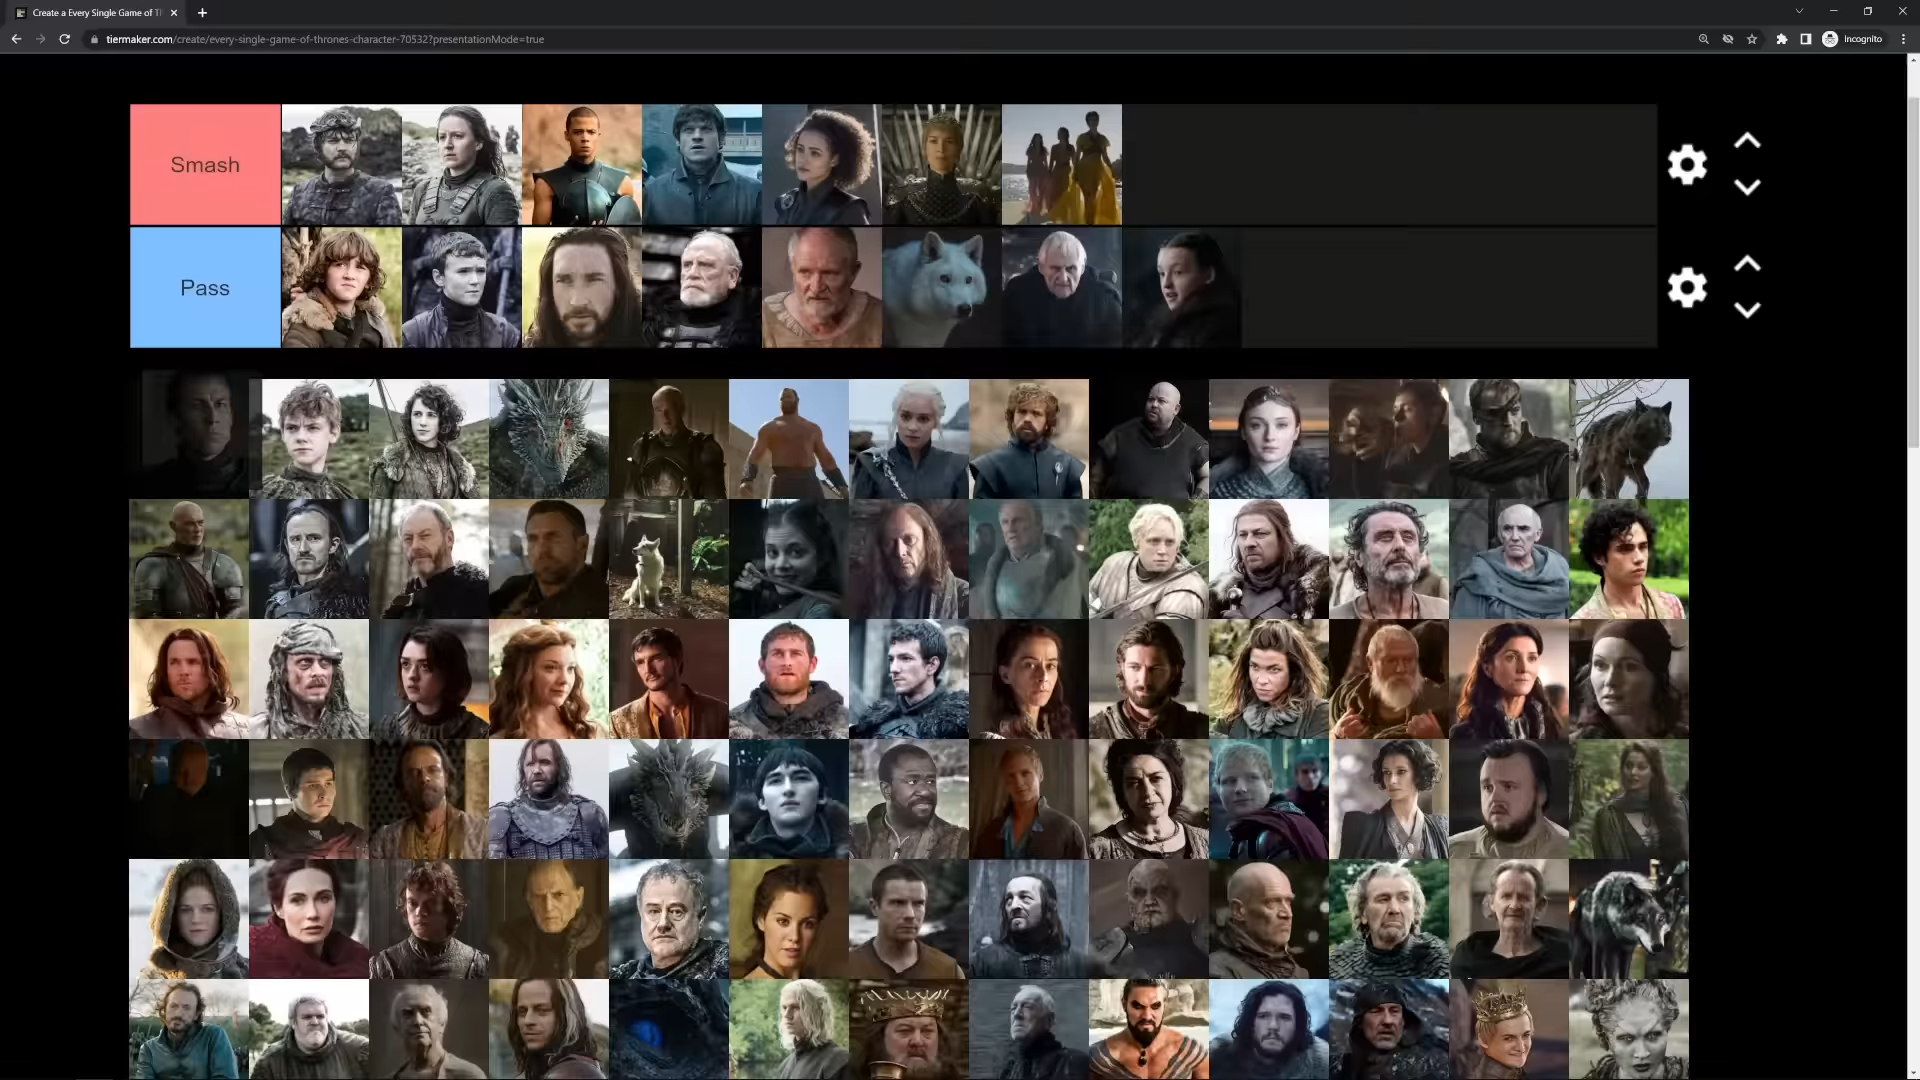 Create a Every Single Game of Th
tiermaker.com/create/every-single-game-of-thrones-character-70532?presentationMode=true
Incognito
Smash
Pass